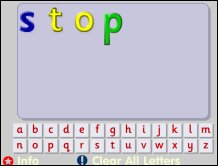 stop
a b c d e f g h i j k l m
n o p q r s t u v w x y z
Info Clear All Letters